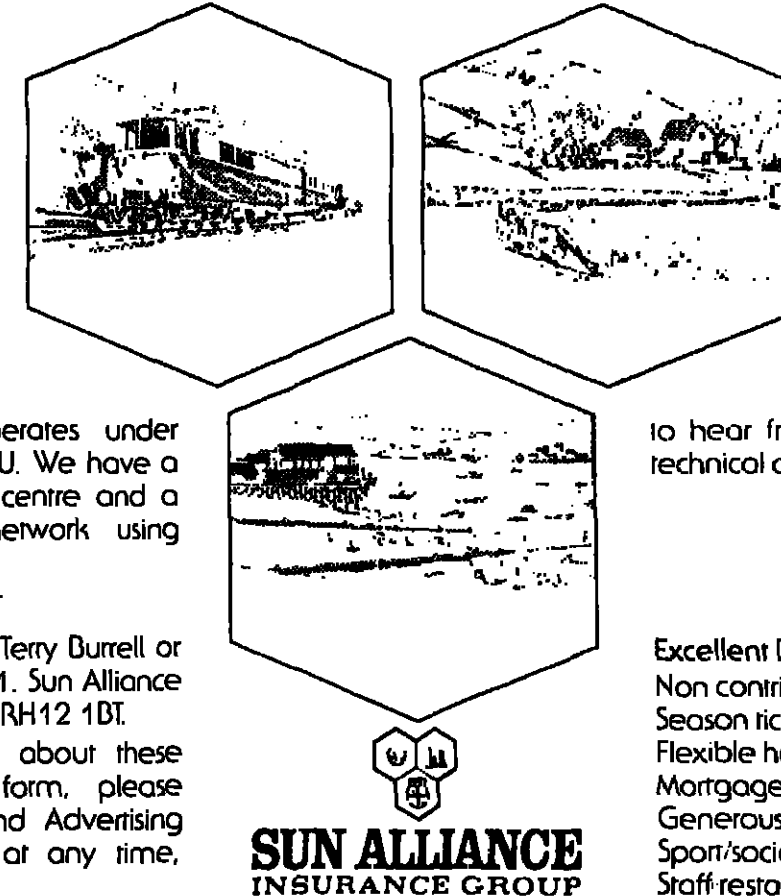 erates under
U. We have a
centre and a
etwork using
Terry Burrell or
1. Sun Alliance
RH12 1BT.
about these
form, please
nd Advertising
at any time,
SUN ALLIANCE
INSURANCE GROUP
to hear fr
technical c
Excellent
Non contri
Season tic
Flexible h
Mortgage
Generous
Sport/socia
Staff resta